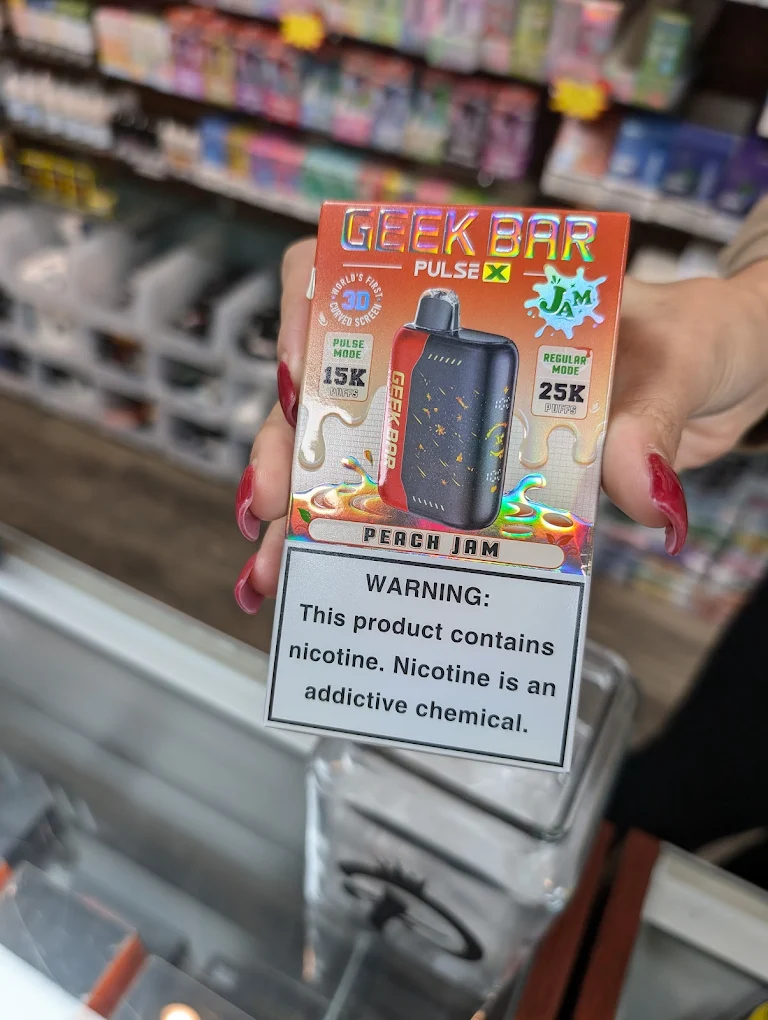 GEEK BAR
PULSE X
WORLD'S FIRST
3D
CURVED SCREEN
JAM
PULSE
MODE
15K
PUFFS
REGULAR
MODE
25K
PUFFS
GEEK BAR
PEACH JAM
WARNING:
This product contains
nicotine. Nicotine is an
addictive chemical.